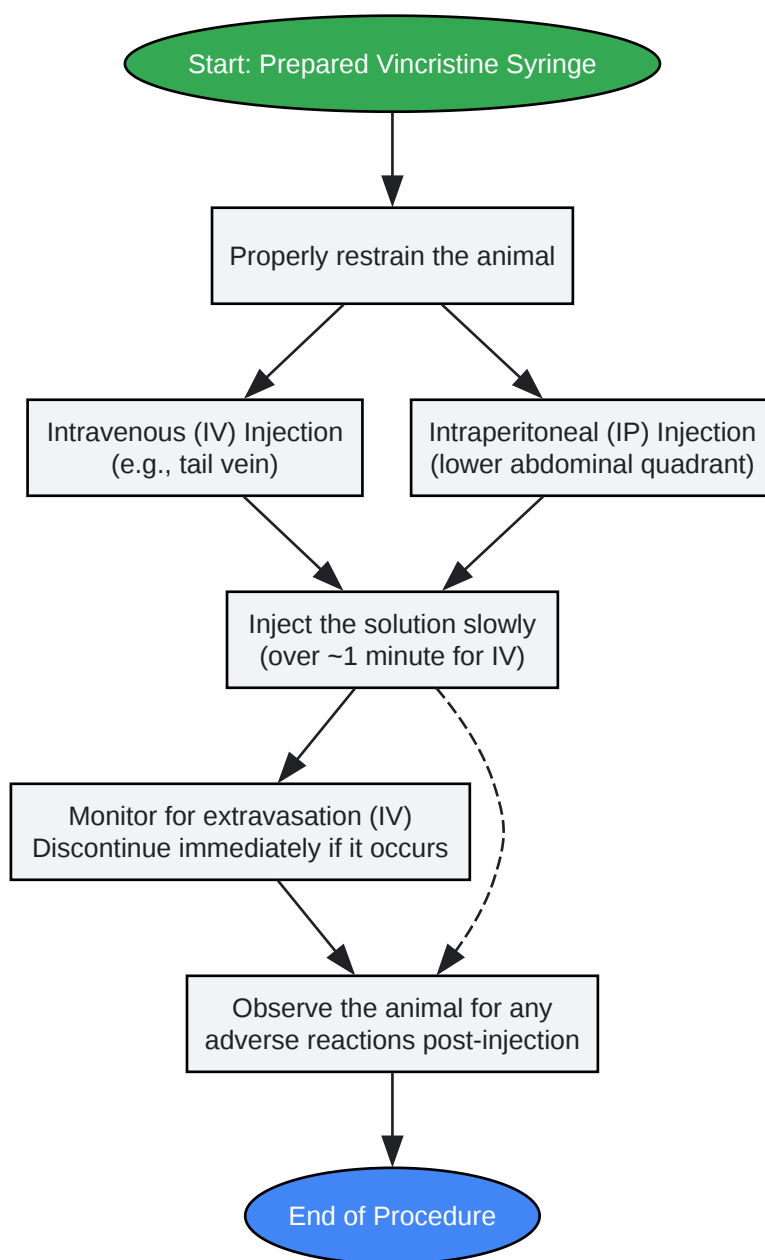 Start: Prepared Vincristine Syringe
Properly restrain the animal
Intravenous (IV) Injection
(e.g., tail vein)
Intraperitoneal (IP) Injection
(lower abdominal quadrant)
Inject the solution slowly
(over ~1 minute for IV)
Monitor for extravasation (IV)
Discontinue immediately if it occurs
Observe the animal for any
adverse reactions post-injection
End of Procedure